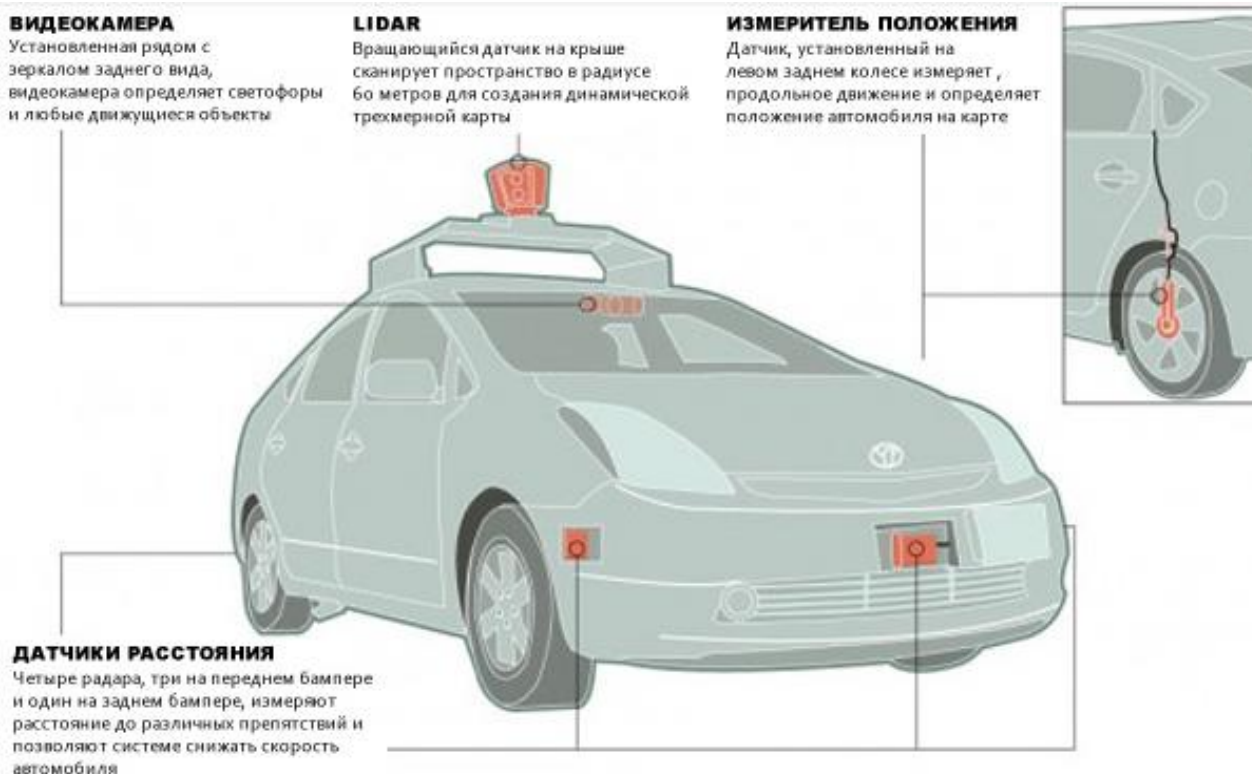 ВИДЕОКАМЕРА
Установленная рядом с
зеркалом заднего вида,
видеокамера определяет светофоры
и любые движущиеся объекты
LIDAR
Вращающийся датчик на крыше
сканирует пространство в радиусе
60 метров для создания динамической
трехмерной карты
ИЗМЕРИТЕЛЬ ПОЛОЖЕНИЯ
Датчик, установленный на
левом заднем колесе измеряет ,
продольное движение и определяет
положение автомобиля на карте
ДАТЧИКИ РАССТОЯНИЯ
Четыре радара, три на переднем бампере
и один на заднем бампере, измеряют
расстояние до различных препятствий и
позволяют системе снижать скорость
автомобиля